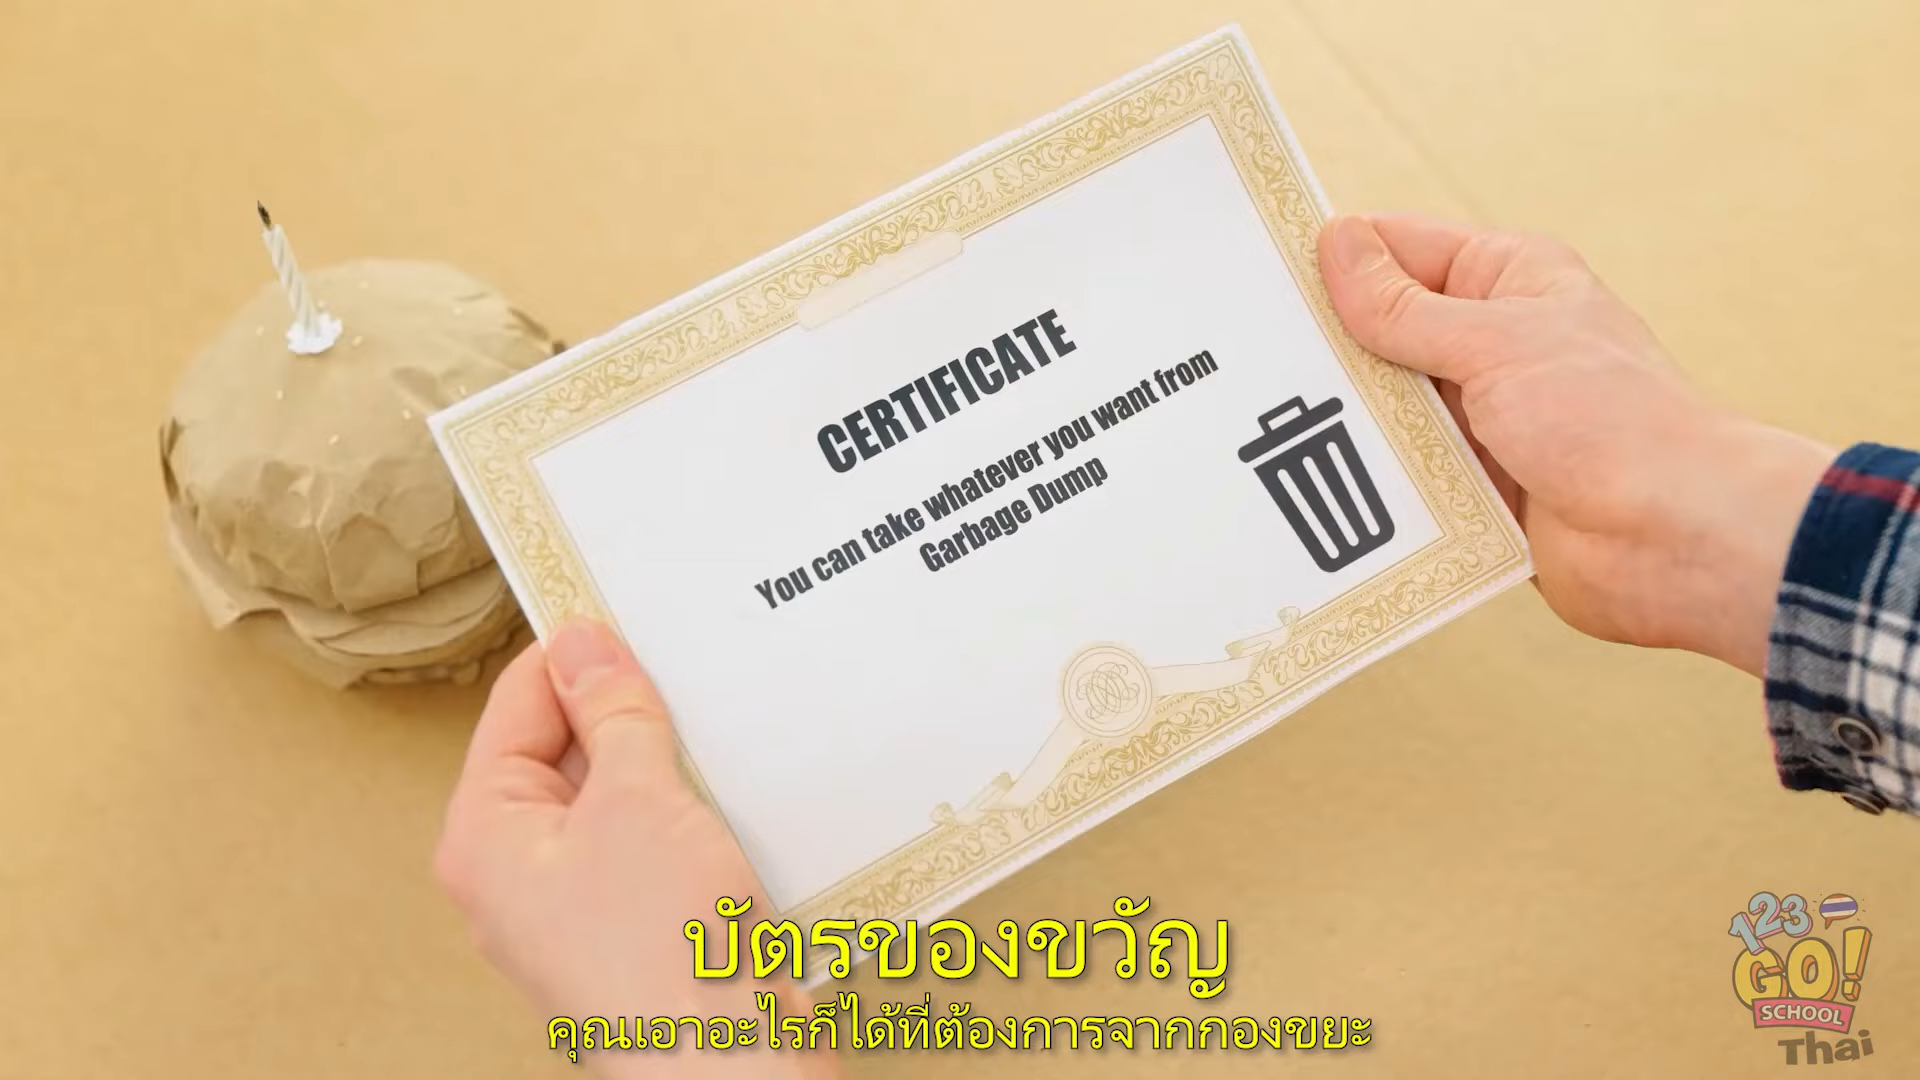 CERTIFICATE
You can take whatever you want from
Garbage Dump
บัตรของขวัญ
คุณเอาอะไรก็ได้ที่ต้องการจากกองขยะ
123
GO!
SCHOOL
Thai